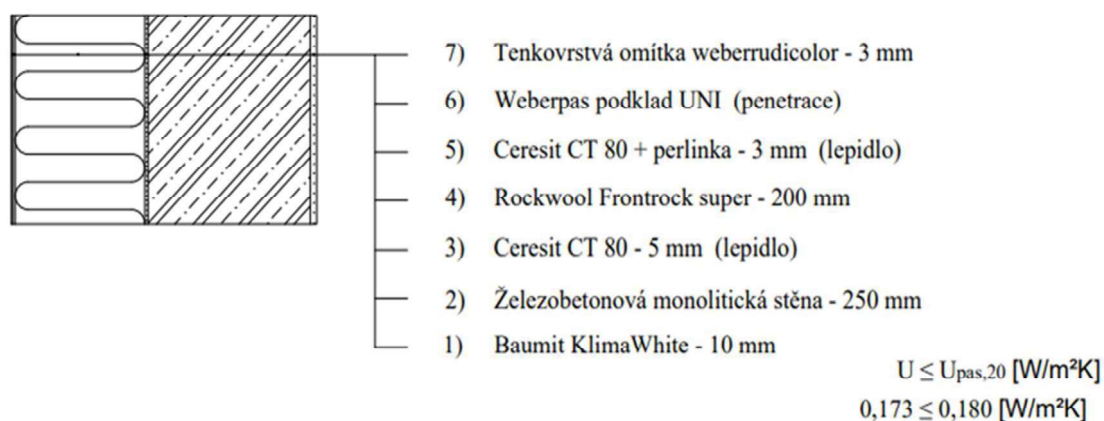 7) Tenkovrstvá omítka weberrudicolor - 3 mm
6) Weberpas podklad UNI (penetrace)
5) Ceresit CT 80 + perlinka - 3 mm (lepidlo)
4) Rockwool Frontrock super - 200 mm
3) Ceresit CT 80 - 5 mm (lepidlo)
2) Železobetonová monolitická stěna - 250 mm
1) Baumit KlimaWhite - 10 mm
U ≤ Upas,20 [W/m²K]
0,173 ≤ 0,180 [W/m²K]